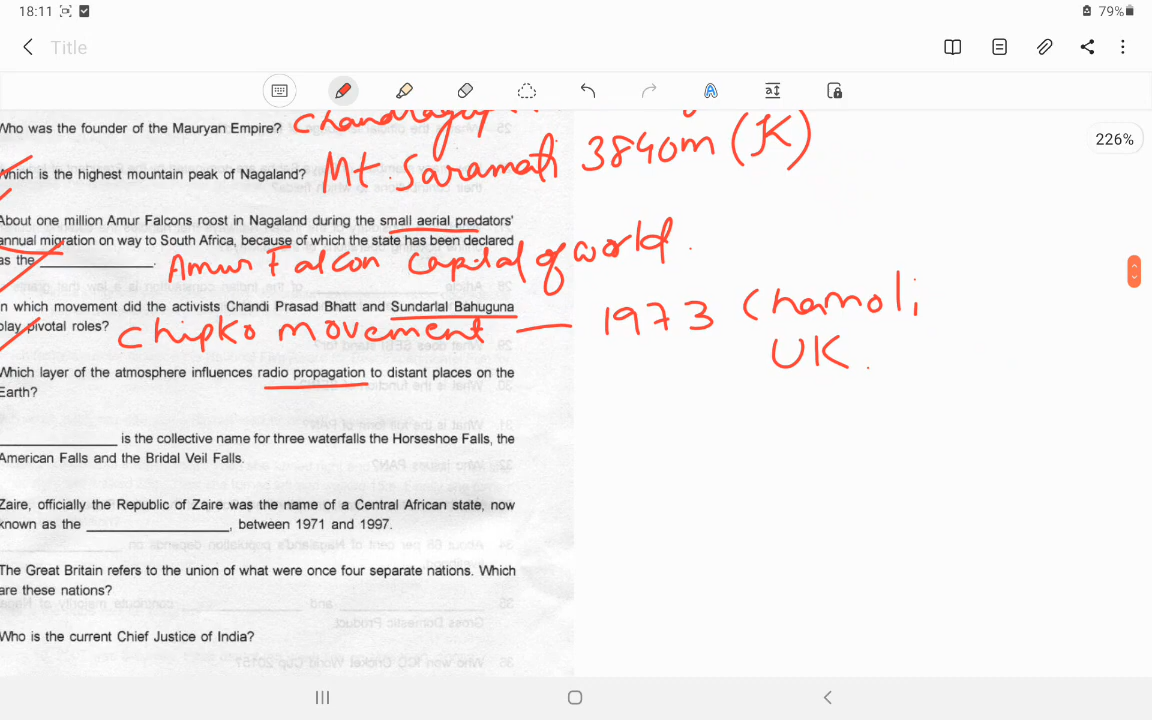 18:11
79%
Title
226%
Who was the founder of the Mauryan Empire?
Which is the highest mountain peak of Nagaland? Mt. Saramati 3840m (K)
About one million Amur Falcons roost in Nagaland during the small aerial predators'
annual migration on way to South Africa, because of which the state has been declared
as the ________________. Amur Falcon Capital of world.
In which movement did the activists Chandi Prasad Bhatt and Sundarlal Bahuguna
play pivotal roles? Chipko movement — 1973 Chamoli
UK.
Which layer of the atmosphere influences radio propagation to distant places on the
Earth?
________________ is the collective name for three waterfalls the Horseshoe Falls, the
American Falls and the Bridal Veil Falls.
Zaire, officially the Republic of Zaire was the name of a Central African state, now
known as the ____________________, between 1971 and 1997.
The Great Britain refers to the union of what were once four separate nations. Which
are these nations?
Who is the current Chief Justice of India?